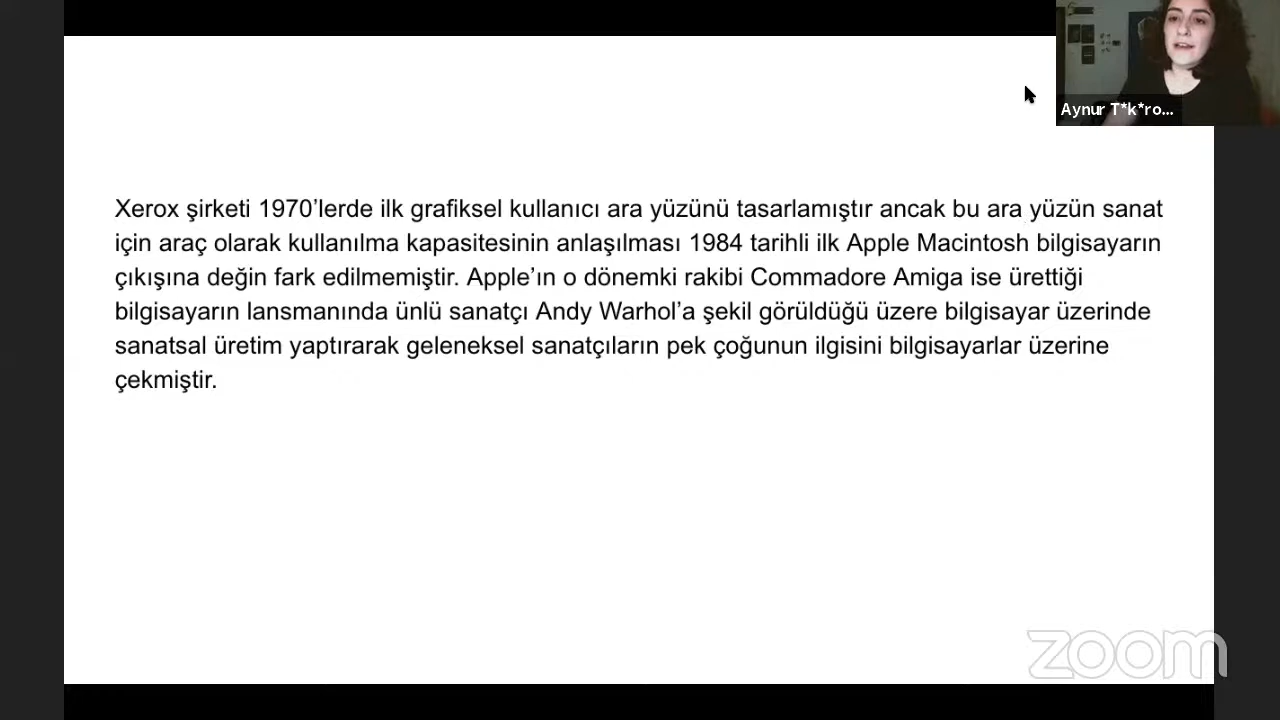 Aynur T*k*ro...
Xerox şirketi 1970’lerde ilk grafiksel kullanıcı ara yüzünü tasarlamıştır ancak bu ara yüzün sanat
için araç olarak kullanılma kapasitesinin anlaşılması 1984 tarihli ilk Apple Macintosh bilgisayarın
çıkışına değin fark edilmemiştir. Apple’ın o dönemki rakibi Commadore Amiga ise ürettiği
bilgisayarın lansmanında ünlü sanatçı Andy Warhol’a şekil görüldüğü üzere bilgisayar üzerinde
sanatsal üretim yaptırarak geleneksel sanatçıların pek çoğunun ilgisini bilgisayarlar üzerine
çekmiştir.
zoom